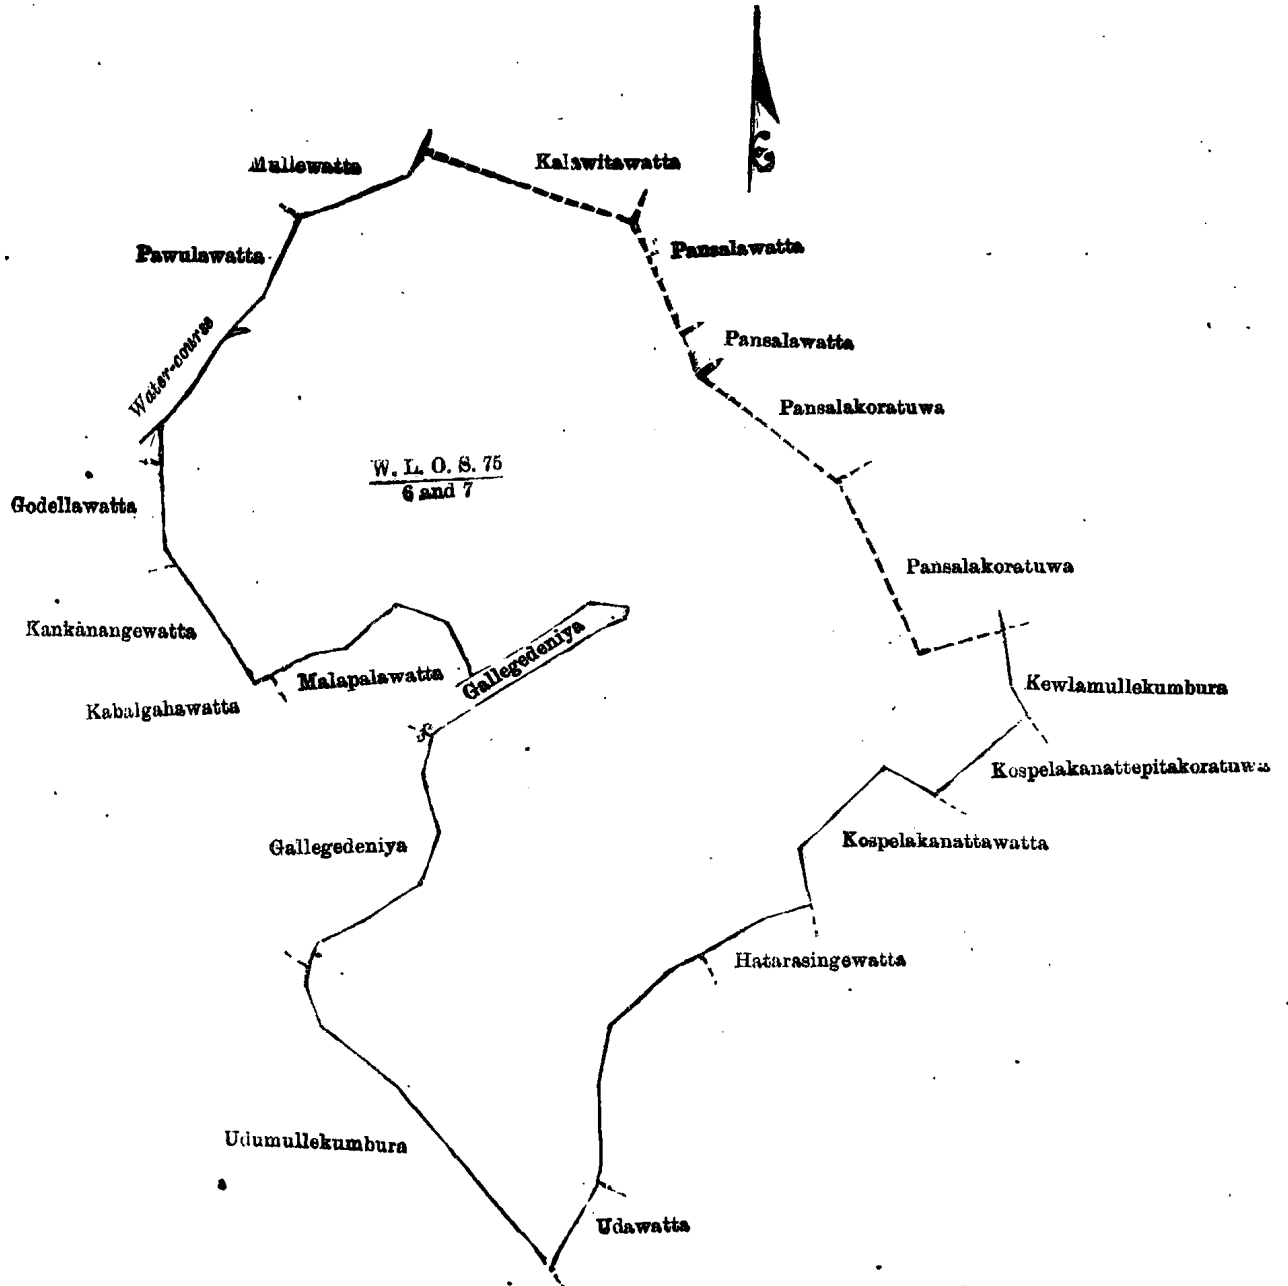 Mullewatta
Kalawitawatta
Pawulawatta
Pansalawatta
Water-course
Pansalawatta
Pansalakoratuwa
W. L. O. S. 75
6 and 7
Godellawatta
Pansalakoratuwa
Kankanangewatta
Gallegedeniya
Malapalawatta
Kewlamullekumbura
Kabalgahawatta
Kospelakanattepitakoratuwa
Gallegedeniya
Kospelakanattawatta
Hatarasingewatta
Udumullekumbura
Udawatta